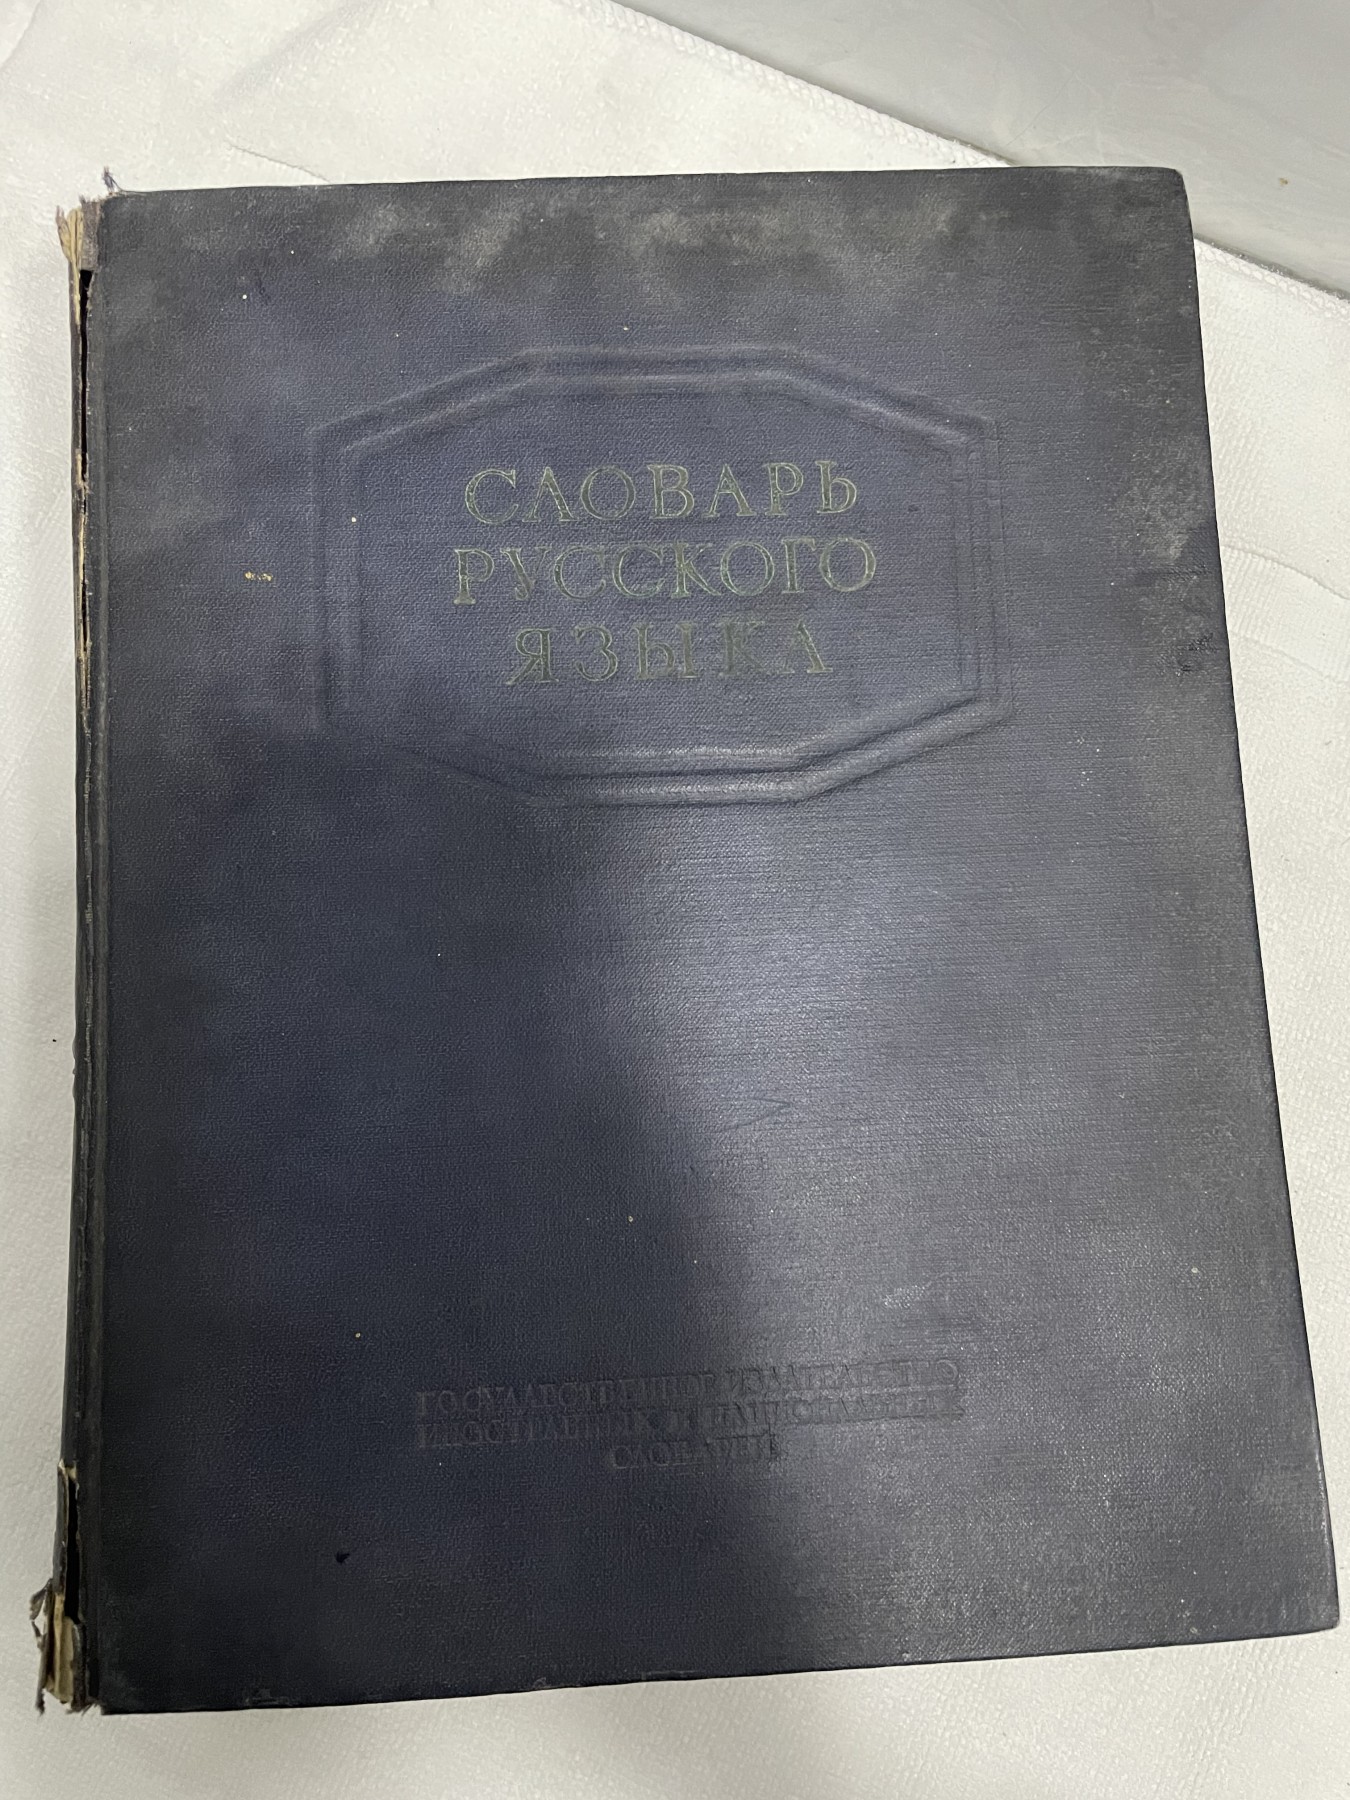 СЛОВАРЬ
РУССКОГО
ЯЗЫКА
ГОСУДАРСТВЕННОЕ ИЗДАТЕЛЬСТВО
ИНОСТРАННЫХ И НАЦИОНАЛЬНЫХ
СЛОВАРЕЙ